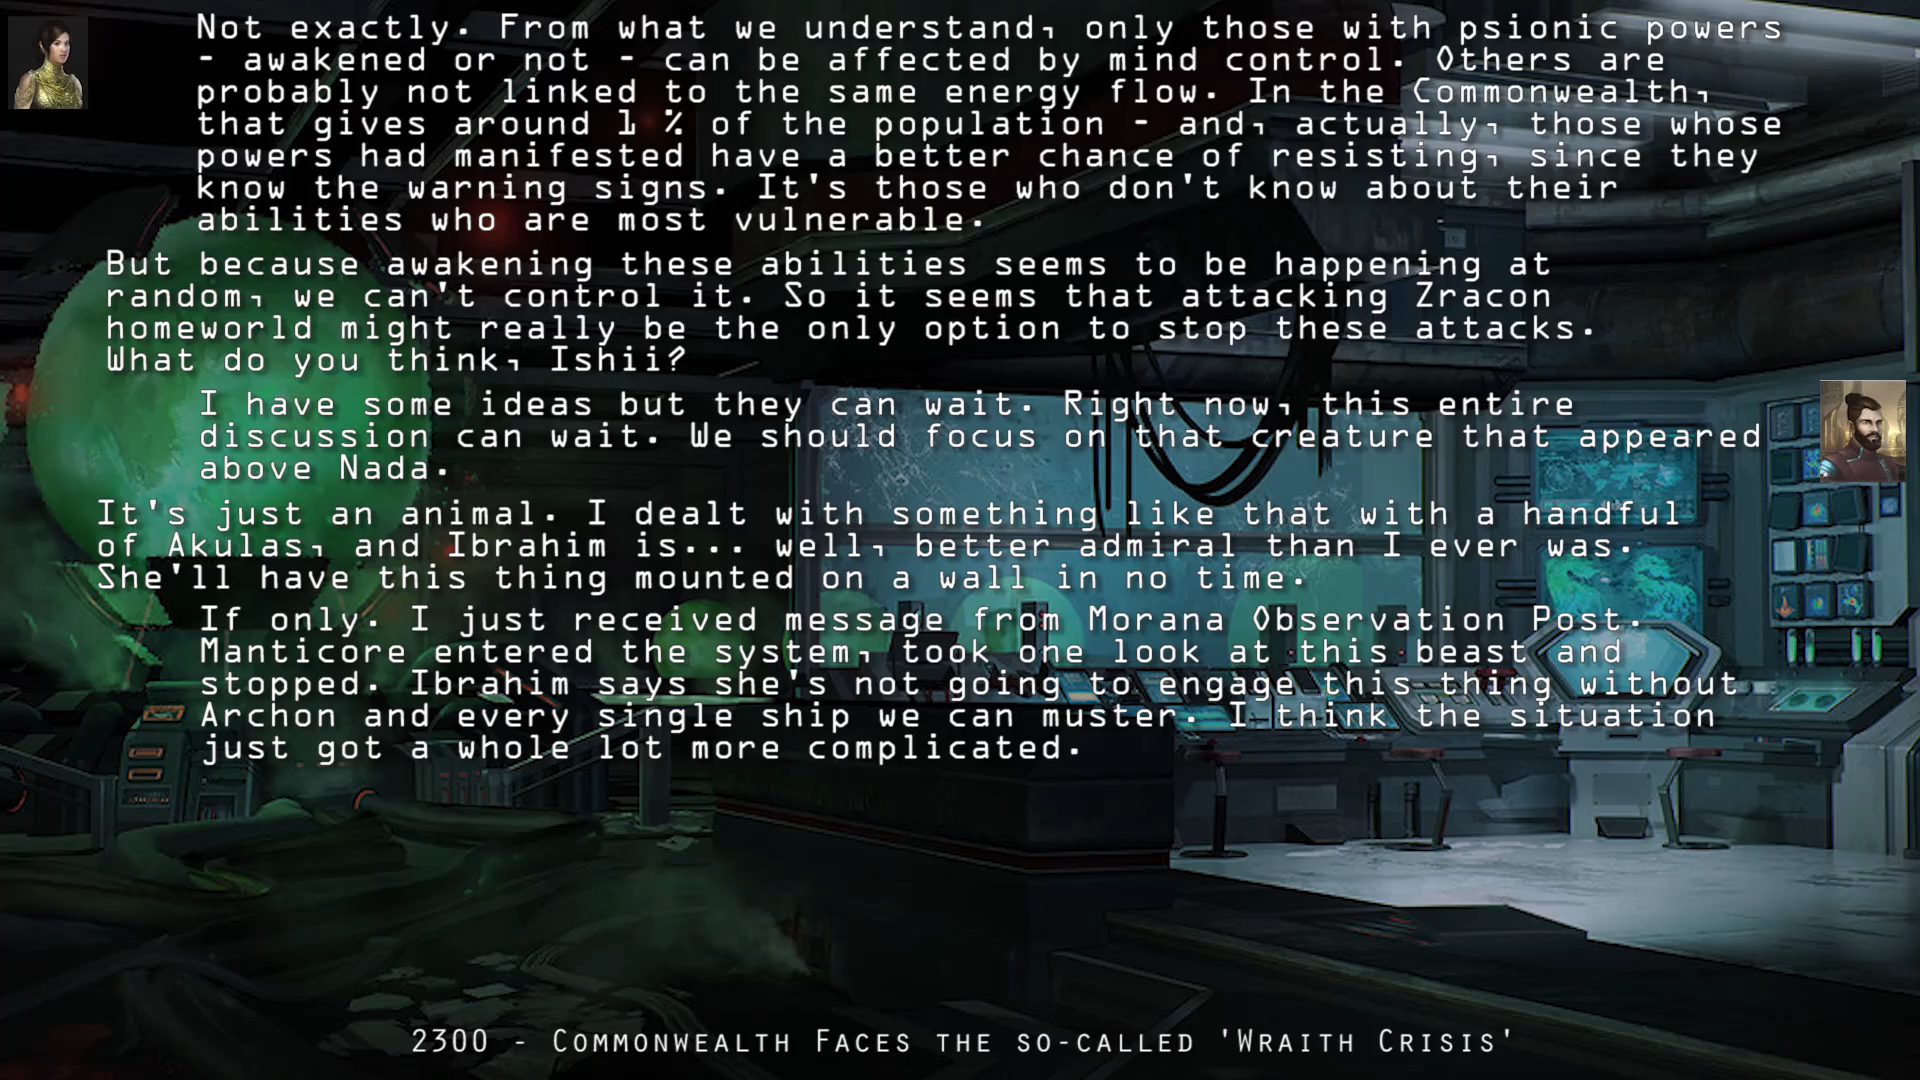 Not exactly. From what we understand, only those with psionic powers
- awakened or not - can be affected by mind control. Others are
probably not linked to the same energy flow. In the Commonwealth,
that gives around 1 % of the population - and, actually, those whose
powers had manifested have a better chance of resisting, since they
know the warning signs. It's those who don't know about their
abilities who are most vulnerable.
But because awakening these abilities seems to be happening at
random, we can't control it. So it seems that attacking Zracon
homeworld might really be the only option to stop these attacks.
What do you think, Ishii?
I have some ideas but they can wait. Right now, this entire
discussion can wait. We should focus on that creature that appeared
above Nada.
It's just an animal. I dealt with something like that with a handful
of Akulas, and Ibrahim is... well, better admiral than I ever was.
She'll have this thing mounted on a wall in no time.
If only. I just received message from Morana Observation Post.
Manticore entered the system, took one look at this beast and
stopped. Ibrahim says she's not going to engage this thing without
Archon and every single ship we can muster. I think the situation
just got a whole lot more complicated.
2300 - Commonwealth Faces the so-called 'Wraith Crisis'